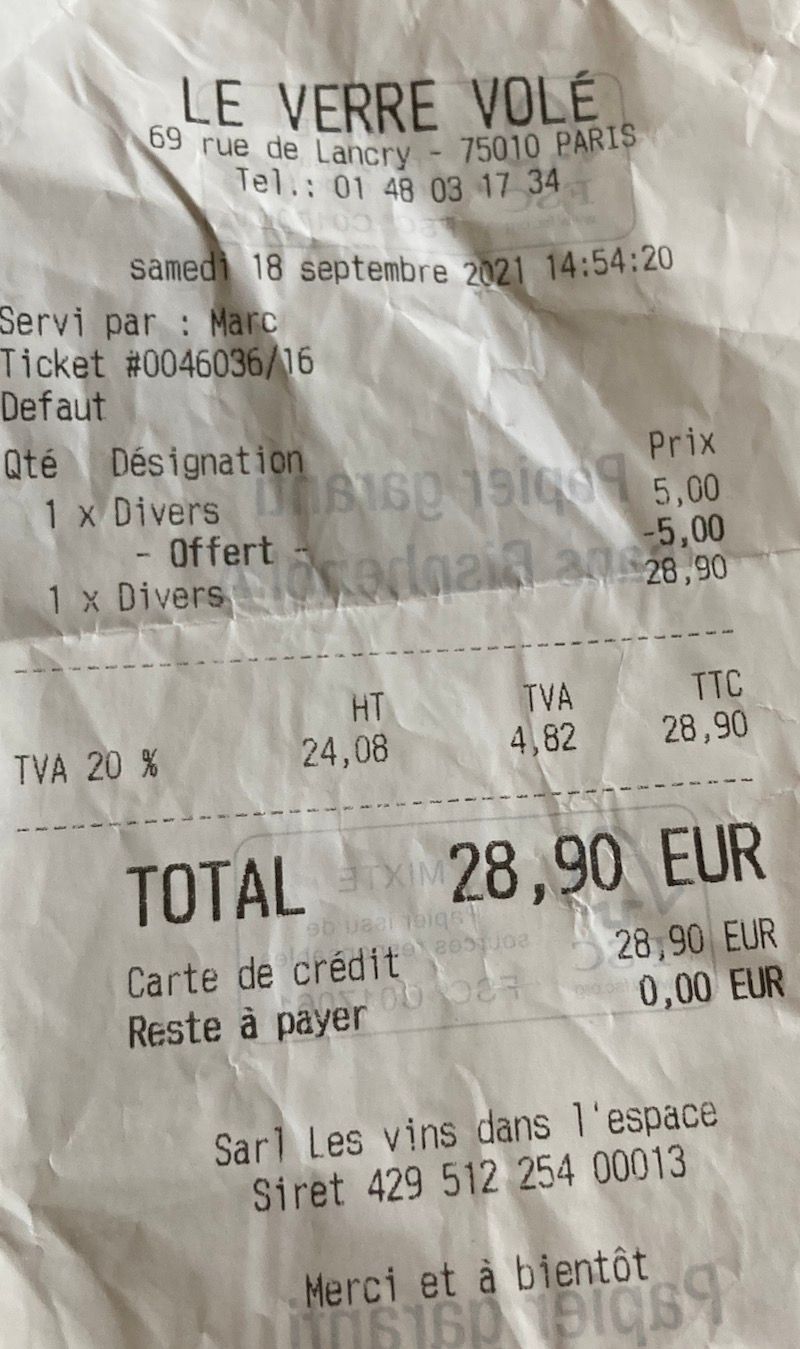 LE VERRE VOLÉ
69 rue de Lancry - 75010 PARIS
Tel.: 01 48 03 17 34
samedi 18 septembre 2021 14:54:20
Servi par : Marc
Ticket #0046036/16
Defaut
Qté Désignation Prix
1 x Divers 5,00
- Offert - -5,00
1 x Divers 28,90
HT TVA TTC
TVA 20 % 24,08 4,82 28,90
TOTAL 28,90 EUR
Carte de crédit 28,90 EUR
Reste à payer 0,00 EUR
Sarl Les vins dans l'espace
Siret 429 512 254 00013
Merci et à bientôt